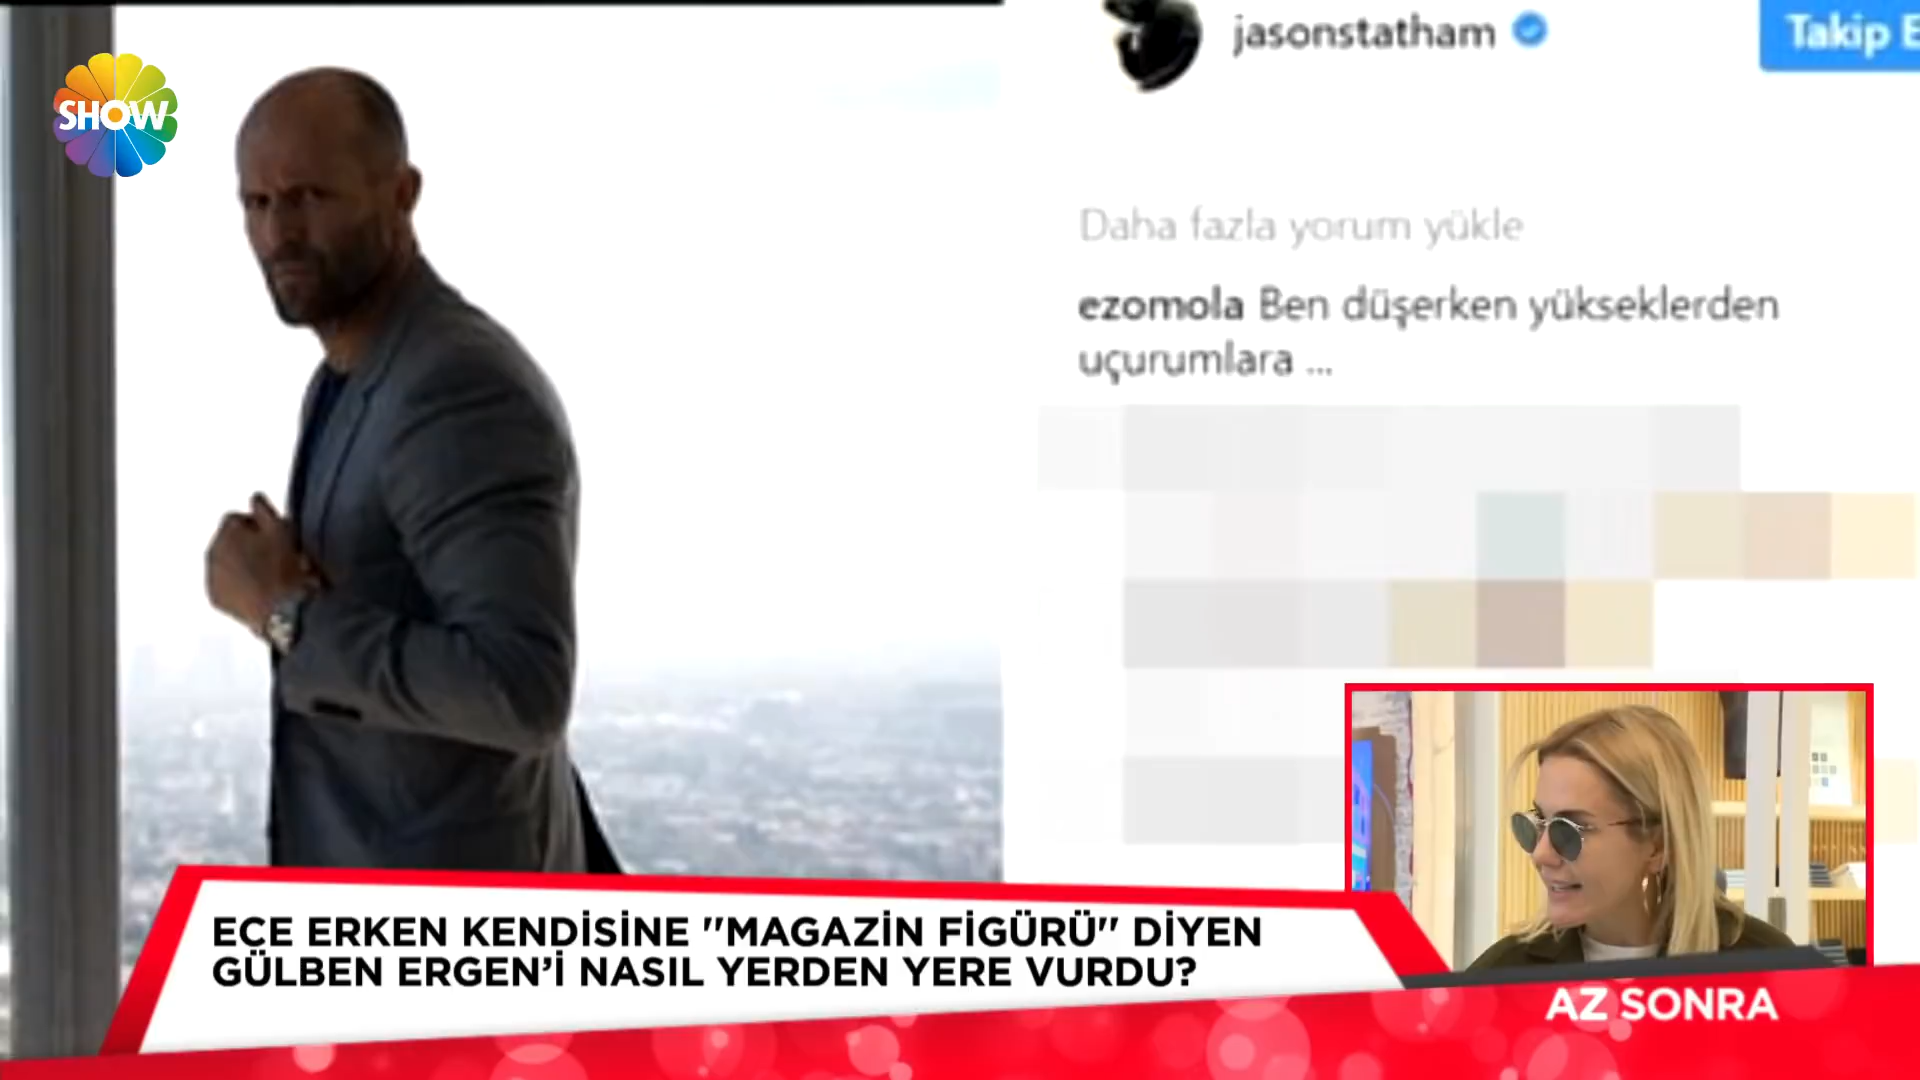 SHOW
jasonstatham
Takip E
Daha fazla yorum yükle
ezomola Ben düşerken yükseklerden
uçurumlara ...
ECE ERKEN KENDİSİNE "MAGAZİN FİGÜRÜ" DİYEN
GÜLBEN ERGEN'İ NASIL YERDEN YERE VURDU?
AZ SONRA